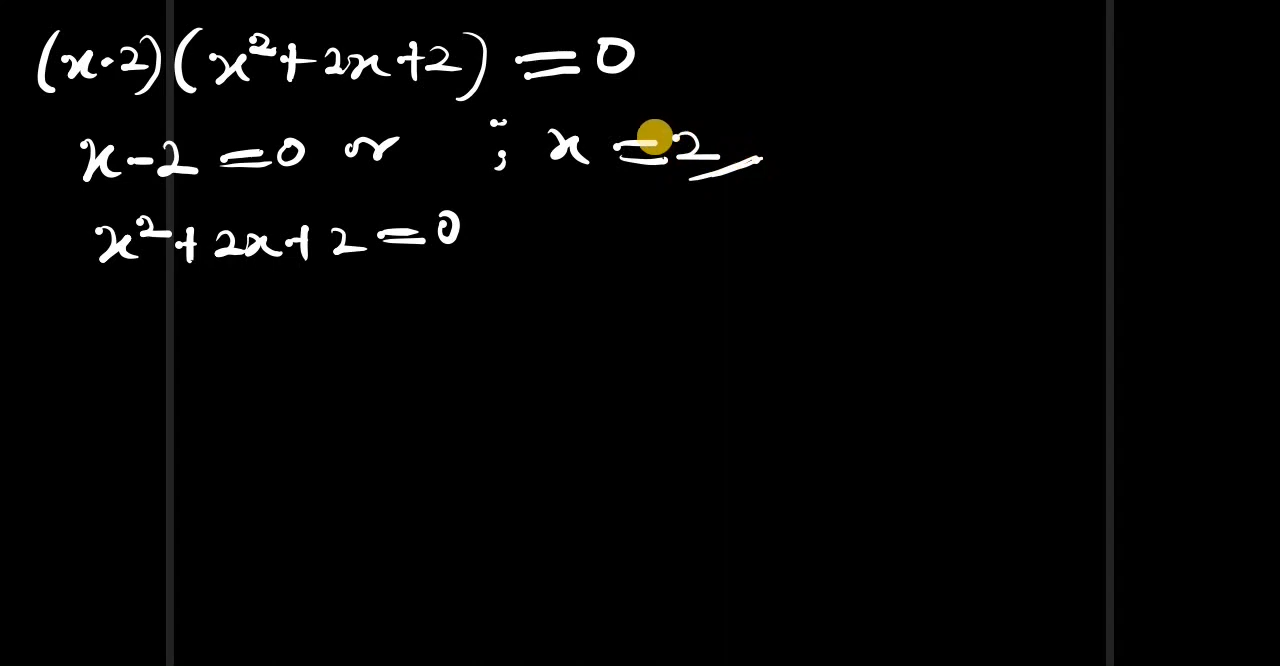 (x-2)(x²+2x+2) = 0
x-2 = 0 or ; x = 2
x²+2x+2 = 0